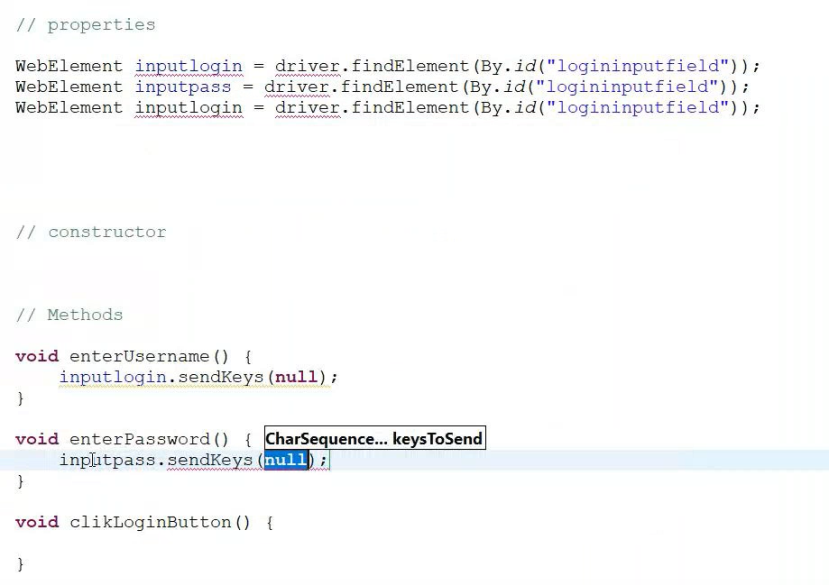 // properties
WebElement inputlogin = driver.findElement(By.id("logininputfield"));
WebElement inputpass = driver.findElement(By.id("logininputfield"));
WebElement inputlogin = driver.findElement(By.id("logininputfield"));
// constructor
// Methods
void enterUsername() {
inputlogin.sendKeys(null);
}
void enterPassword() {
CharSequence... keysToSend
inputpass.sendKeys(null);
}
void clikLoginButton() {
}